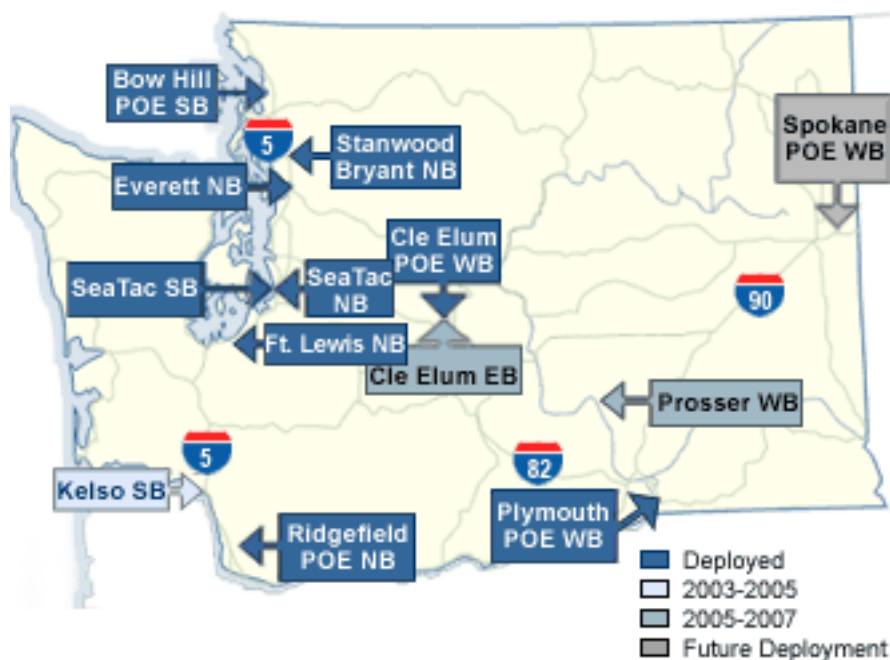 Bow Hill
POE SB
5
Stanwood
Bryant NB
Spokane
POE WB
Everett NB
Cle Elum
POE WB
SeaTac SB
SeaTac
NB
90
Ft. Lewis NB
Cle Elum EB
Prosser WB
5
82
Kelso SB
Plymouth
POE WB
Ridgefield
POE NB
Deployed
2003-2005
2005-2007
Future Deployment